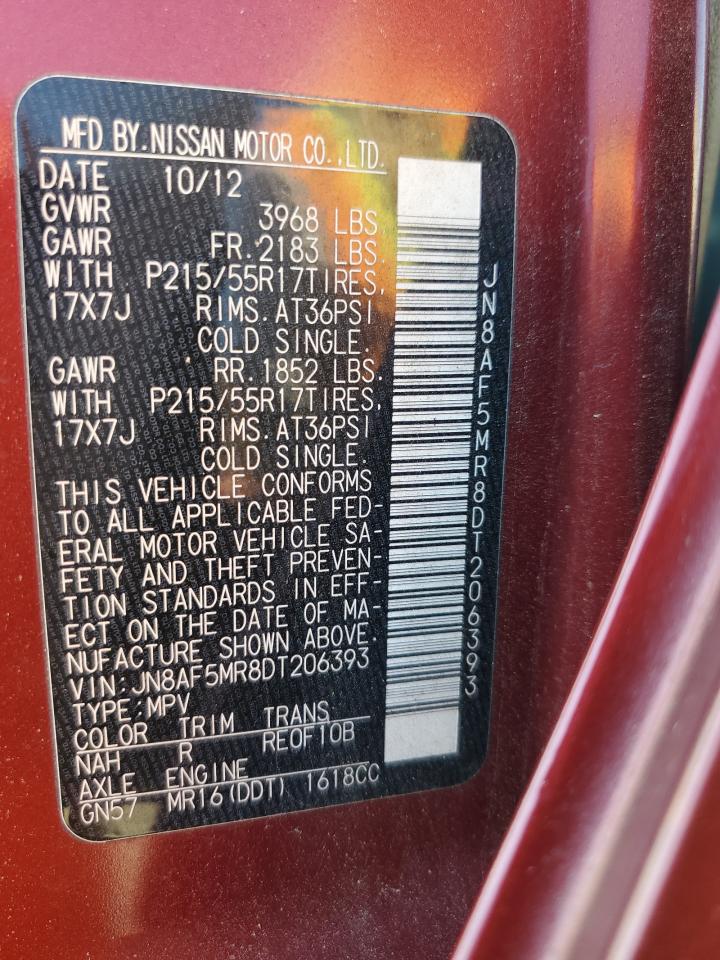 MFD BY.NISSAN MOTOR CO.,LTD.
DATE 10/12
GVWR 3968 LBS
GAWR FR.2183 LBS.
WITH P215/55R17TIRES,
17X7J RIMS.AT36PSI
COLD SINGLE.
GAWR RR.1852 LBS.
WITH P215/55R17TIRES,
17X7J RIMS.AT36PSI
COLD SINGLE.
THIS VEHICLE CONFORMS
TO ALL APPLICABLE FED-
ERAL MOTOR VEHICLE SA-
FETY AND THEFT PREVEN-
TION STANDARDS IN EFF-
ECT ON THE DATE OF MA-
NUFACTURE SHOWN ABOVE.
VIN:JN8AF5MR8DT206393
TYPE:MPV
COLOR TRIM TRANS
NAH R RE0F10B
AXLE ENGINE
GN57 MR16(DDT) 1618CC
JN8AF5MR8DT206393